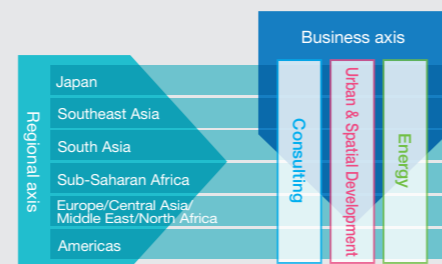 Business axis
Regional axis
Japan
Southeast Asia
South Asia
Sub-Saharan Africa
Europe/Central Asia/
Middle East/North Africa
Americas
Consulting
Urban & Spatial Development
Energy